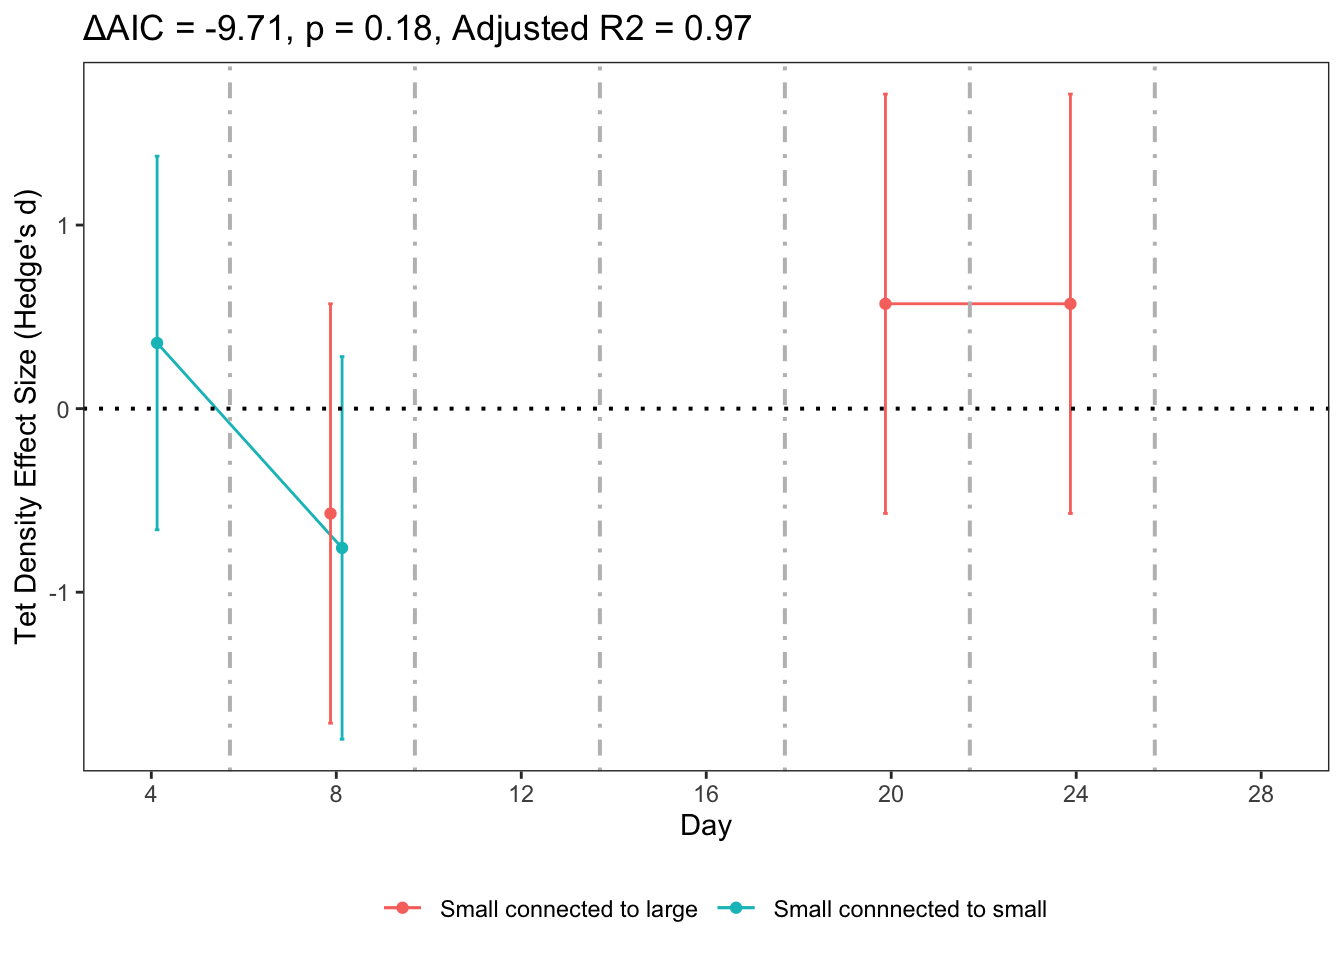 ΔAIC = -9.71, p = 0.18, Adjusted R2 = 0.97
Tet Density Effect Size (Hedge's d)
1
0
-1
4 8 12 16 20 24 28
Day
Small connected to large Small connnected to small